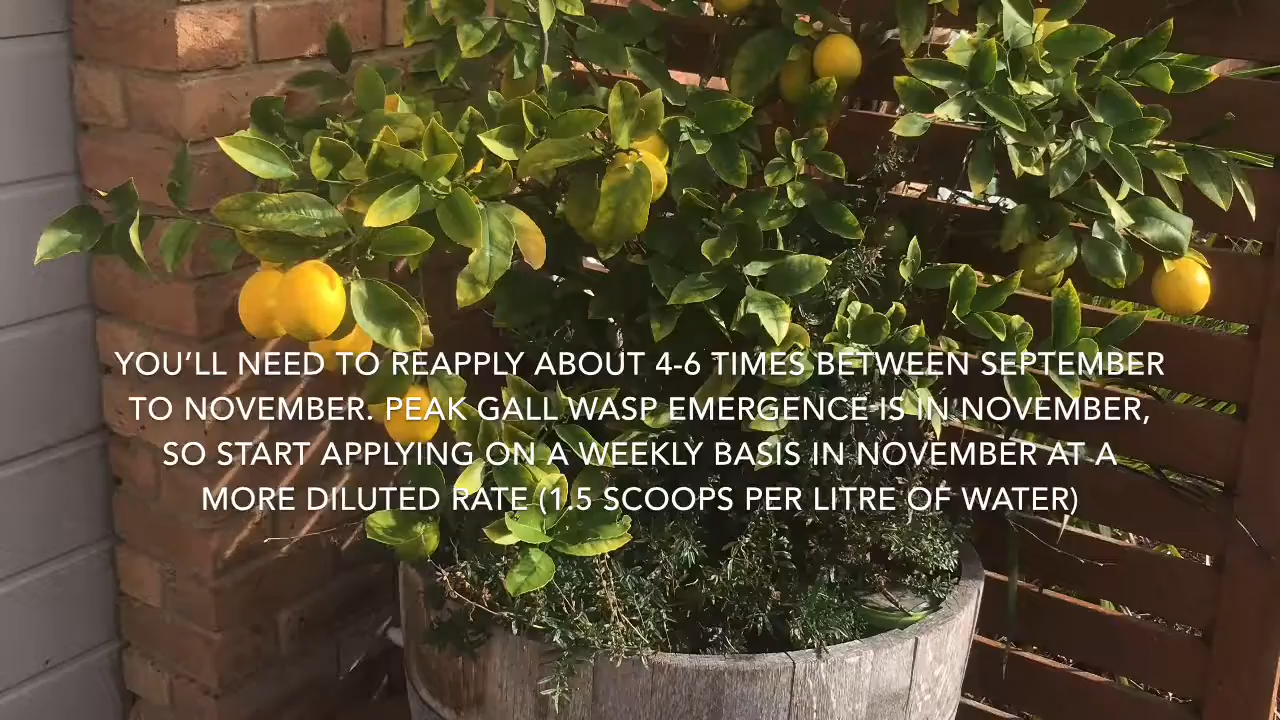 YOU’LL NEED TO REAPPLY ABOUT 4-6 TIMES BETWEEN SEPTEMBER
TO NOVEMBER. PEAK GALL WASP EMERGENCE IS IN NOVEMBER,
SO START APPLYING ON A WEEKLY BASIS IN NOVEMBER AT A
MORE DILUTED RATE (1.5 SCOOPS PER LITRE OF WATER)